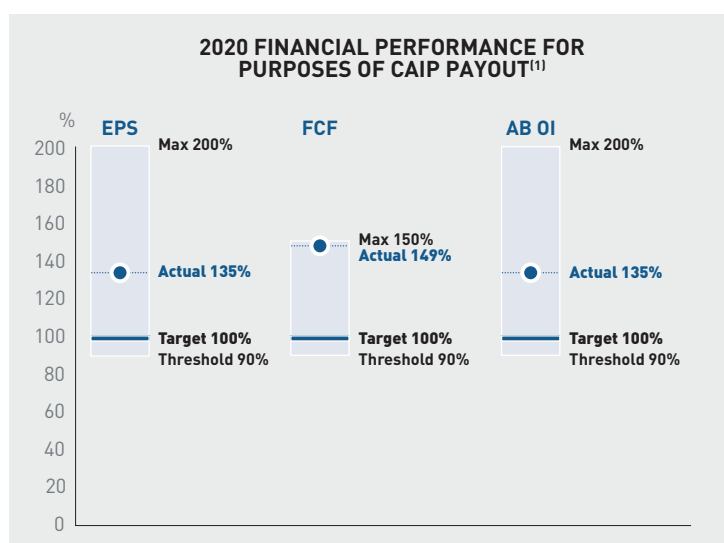 2020 FINANCIAL PERFORMANCE FOR
PURPOSES OF CAIP PAYOUT(1)
%
EPS
FCF
AB OI
200
180
160
140
120
100
80
60
40
20
0
Max 200%
Actual 135%
Target 100%
Threshold 90%
Max 150%
Actual 149%
Target 100%
Threshold 90%
Max 200%
Actual 135%
Target 100%
Threshold 90%